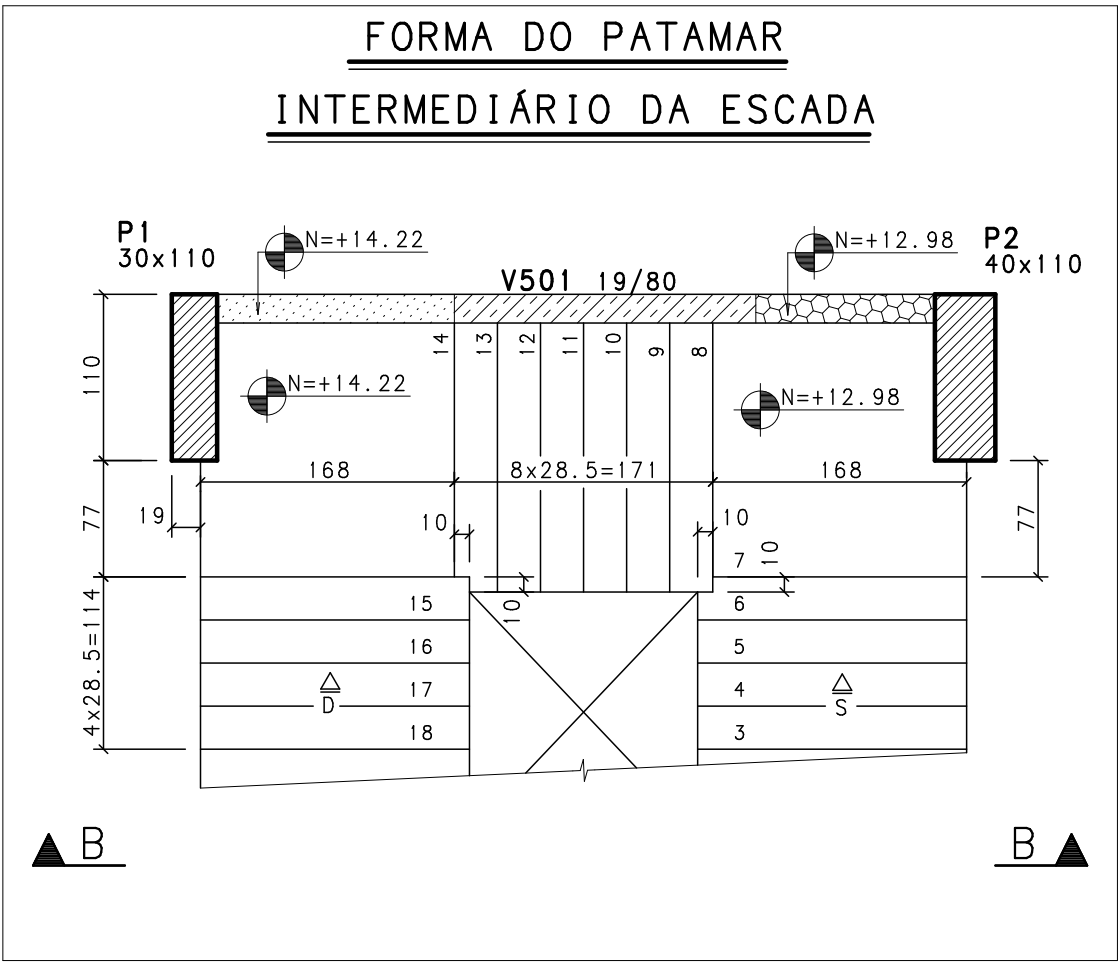 FORMA DO PATAMAR
INTERMEDIÁRIO DA ESCADA
P1
30x110
N=+14.22
N=+12.98
P2
40x110
V501 19/80
14
13
12
11
10
9
8
110
N=+14.22
N=+12.98
168
8x28.5=171
168
77
19
10
10
77
7
10
10
4x28.5=114
15
6
16
5
17
4
D
S
18
3
B
B